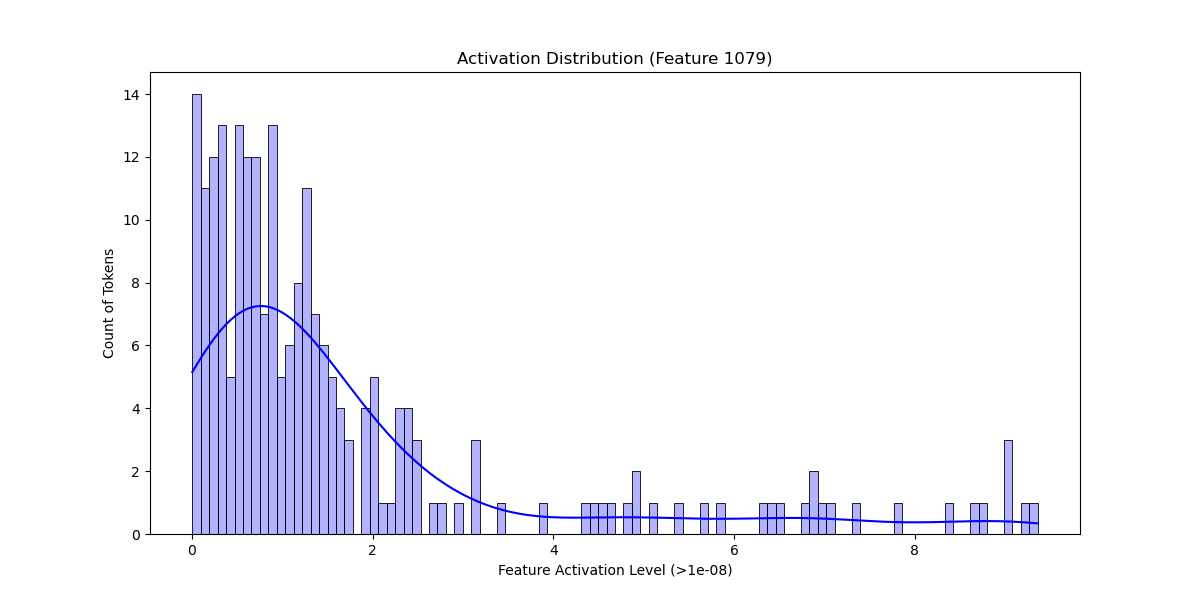 Activation Distribution (Feature 1079)
14
12
10
8
6
4
2
0
Count of Tokens
0 2 4 6 8
Feature Activation Level (>1e-08)